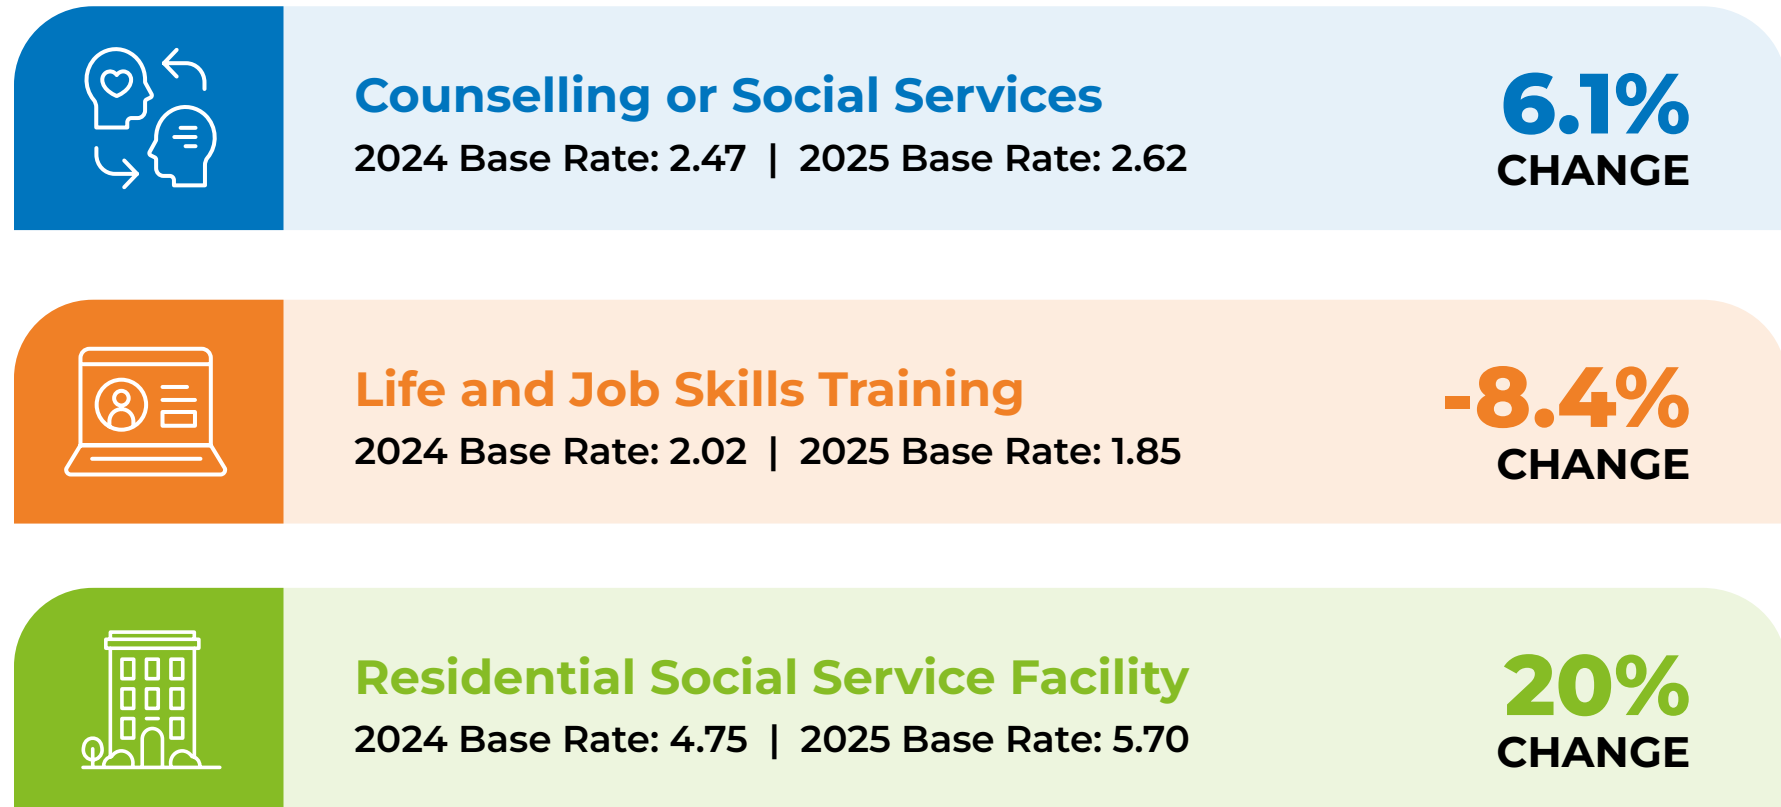 Counselling or Social Services
2024 Base Rate: 2.47 | 2025 Base Rate: 2.62
6.1%
CHANGE
Life and Job Skills Training
2024 Base Rate: 2.02 | 2025 Base Rate: 1.85
-8.4%
CHANGE
Residential Social Service Facility
2024 Base Rate: 4.75 | 2025 Base Rate: 5.70
20%
CHANGE